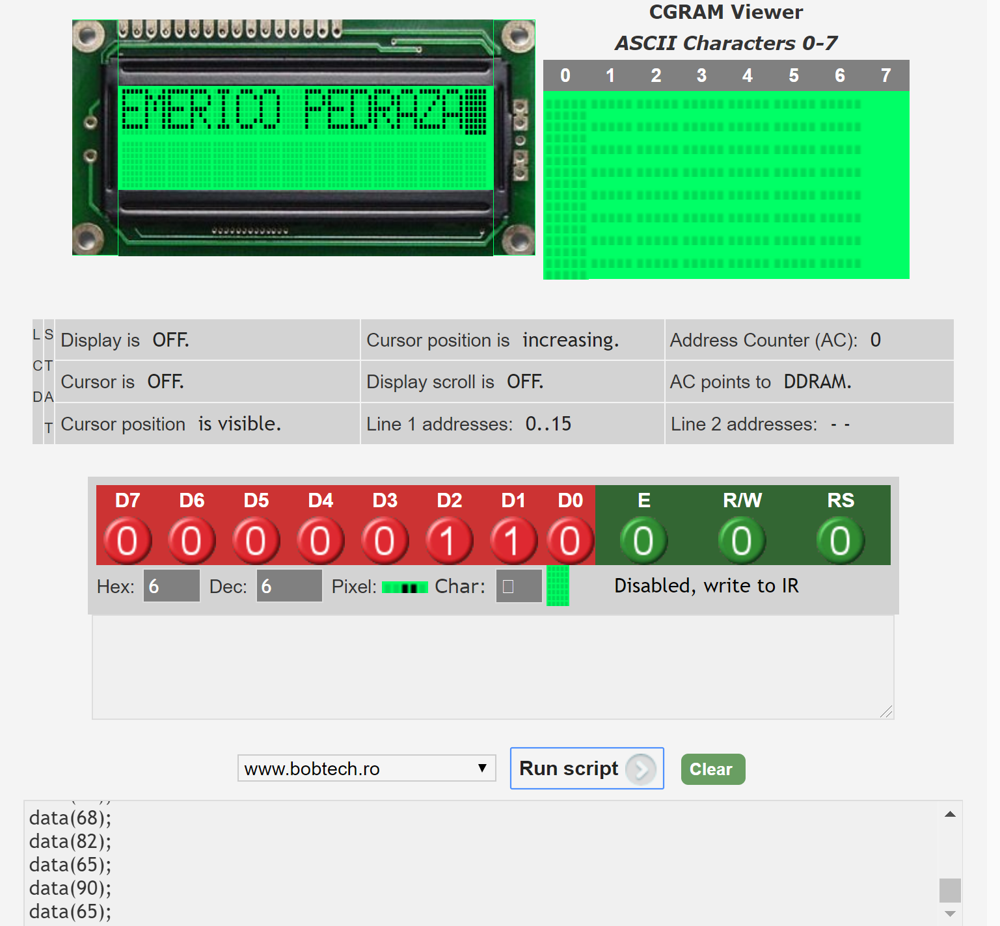 CGRAM Viewer
ASCII Characters 0-7
0 1 2 3 4 5 6 7
EMERICO PEDRAZA
L S
C T
D A
T
Display is OFF. Cursor position is increasing. Address Counter (AC): 0
Cursor is OFF. Display scroll is OFF. AC points to DDRAM.
Cursor position is visible. Line 1 addresses: 0..15 Line 2 addresses: - -
D7 D6 D5 D4 D3 D2 D1 D0 E R/W RS
0 0 0 0 0 1 1 0 0 0 0
Hex: 6 Dec: 6 Pixel: Char: Disabled, write to IR
www.bobtech.ro Run script Clear
data(68);
data(82);
data(65);
data(90);
data(65);